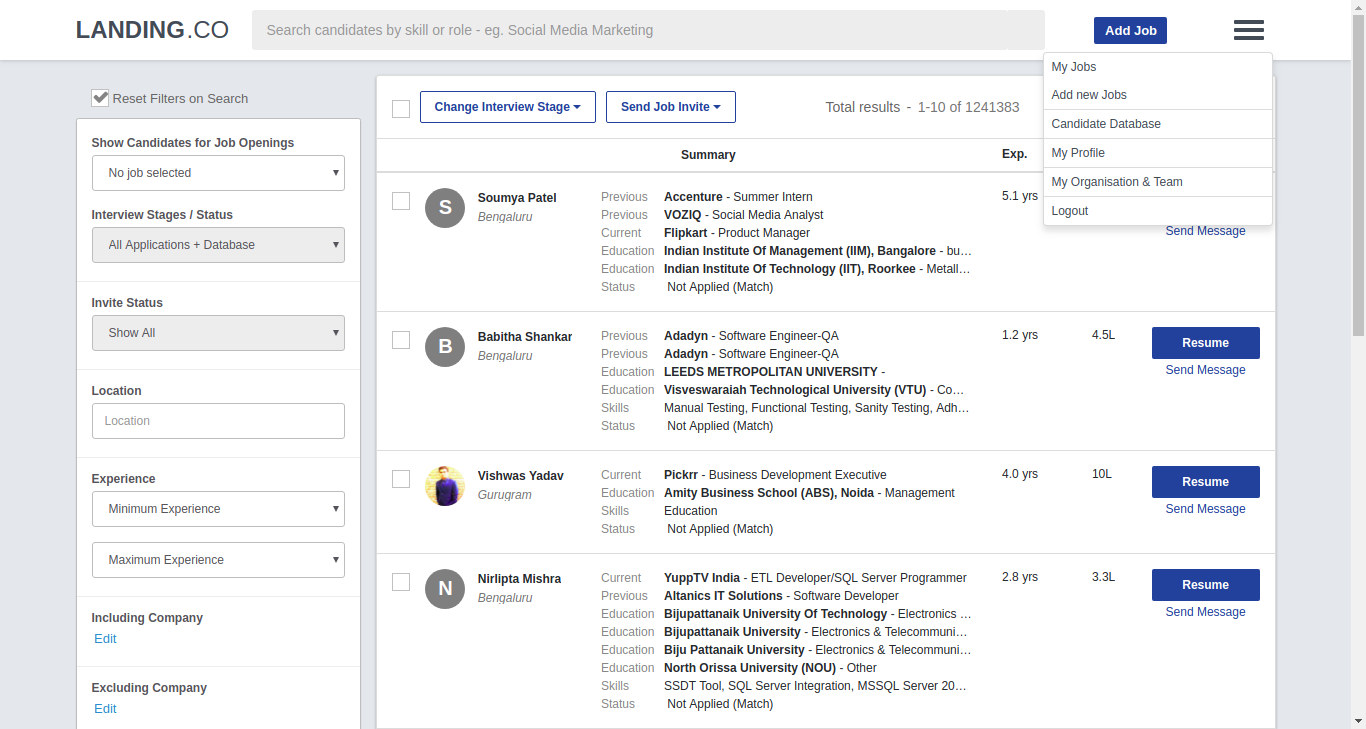 LANDING.CO
Search candidates by skill or role - eg. Social Media Marketing
Add Job
My Jobs
Add new Jobs
Candidate Database
My Profile
My Organisation & Team
Logout
Reset Filters on Search
Show Candidates for Job Openings
No job selected
Interview Stages / Status
All Applications + Database
Invite Status
Show All
Location
Location
Experience
Minimum Experience
Maximum Experience
Including Company
Edit
Excluding Company
Edit
Change Interview Stage
Send Job Invite
Total results - 1-10 of 1241383
Summary
Exp.
S
Soumya Patel
Bengaluru
Previous Accenture - Summer Intern
Previous VOZIQ - Social Media Analyst
Current Flipkart - Product Manager
Education Indian Institute Of Management (IIM), Bangalore - bu…
Education Indian Institute Of Technology (IIT), Roorkee - Metall…
Status Not Applied (Match)
5.1 yrs
Send Message
B
Babitha Shankar
Bengaluru
Previous Adadyn - Software Engineer-QA
Previous Adadyn - Software Engineer-QA
Education LEEDS METROPOLITAN UNIVERSITY -
Education Visveswaraiah Technological University (VTU) - Co…
Skills Manual Testing, Functional Testing, Sanity Testing, Adh…
Status Not Applied (Match)
1.2 yrs
4.5L
Resume
Send Message
Vishwas Yadav
Gurugram
Current Pickrr - Business Development Executive
Education Amity Business School (ABS), Noida - Management
Skills Education
Status Not Applied (Match)
4.0 yrs
10L
Resume
Send Message
N
Nirlipta Mishra
Bengaluru
Current YuppTV India - ETL Developer/SQL Server Programmer
Previous Altanics IT Solutions - Software Developer
Education Bijupattanaik University Of Technology - Electronics …
Education Bijupattanaik University - Electronics & Telecommuni…
Education Biju Pattanaik University - Electronics & Telecommuni…
Education North Orissa University (NOU) - Other
Skills SSDT Tool, SQL Server Integration, MSSQL Server 20…
Status Not Applied (Match)
2.8 yrs
3.3L
Resume
Send Message